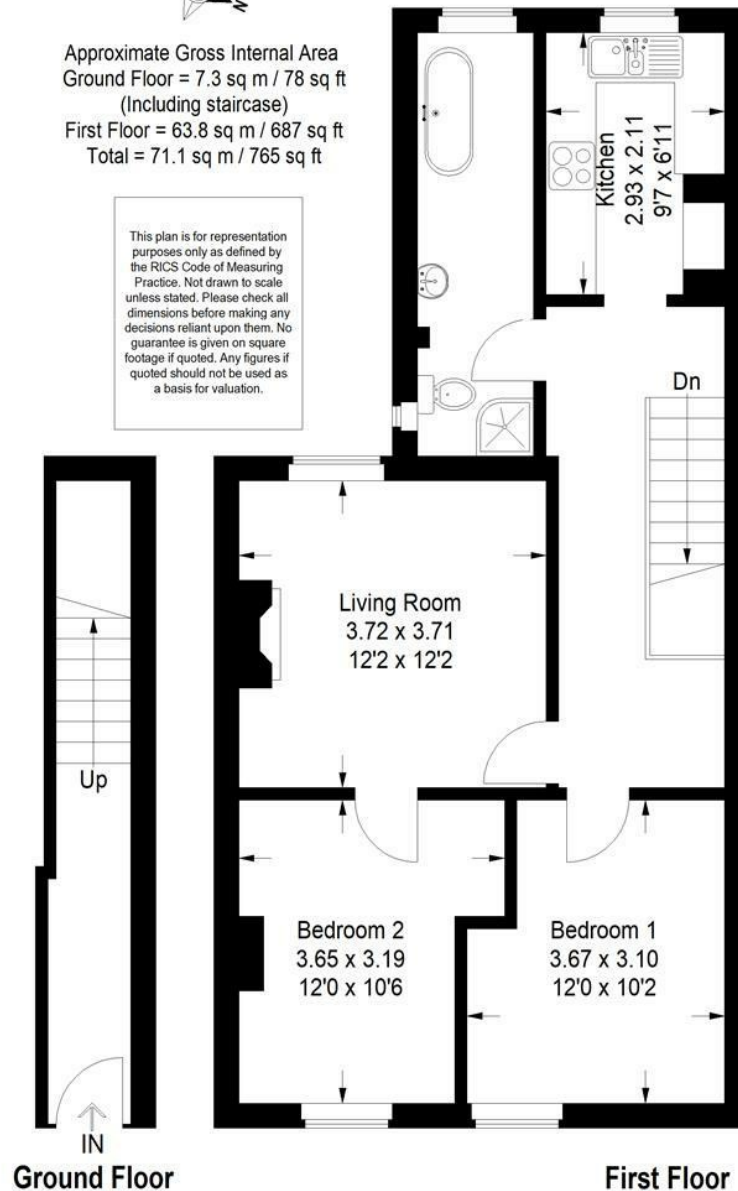 N
Approximate Gross Internal Area
Ground Floor = 7.3 sq m / 78 sq ft
(Including staircase)
First Floor = 63.8 sq m / 687 sq ft
Total = 71.1 sq m / 765 sq ft
This plan is for representation
purposes only as defined by
the RICS Code of Measuring
Practice. Not drawn to scale
unless stated. Please check all
dimensions before making any
decisions reliant upon them. No
guarantee is given on square
footage if quoted. Any figures if
quoted should not be used as
a basis for valuation.
Kitchen
2.93 x 2.11
9'7 x 6'11
Dn
Living Room
3.72 x 3.71
12'2 x 12'2
Up
Bedroom 2
3.65 x 3.19
12'0 x 10'6
Bedroom 1
3.67 x 3.10
12'0 x 10'2
IN
Ground Floor
First Floor